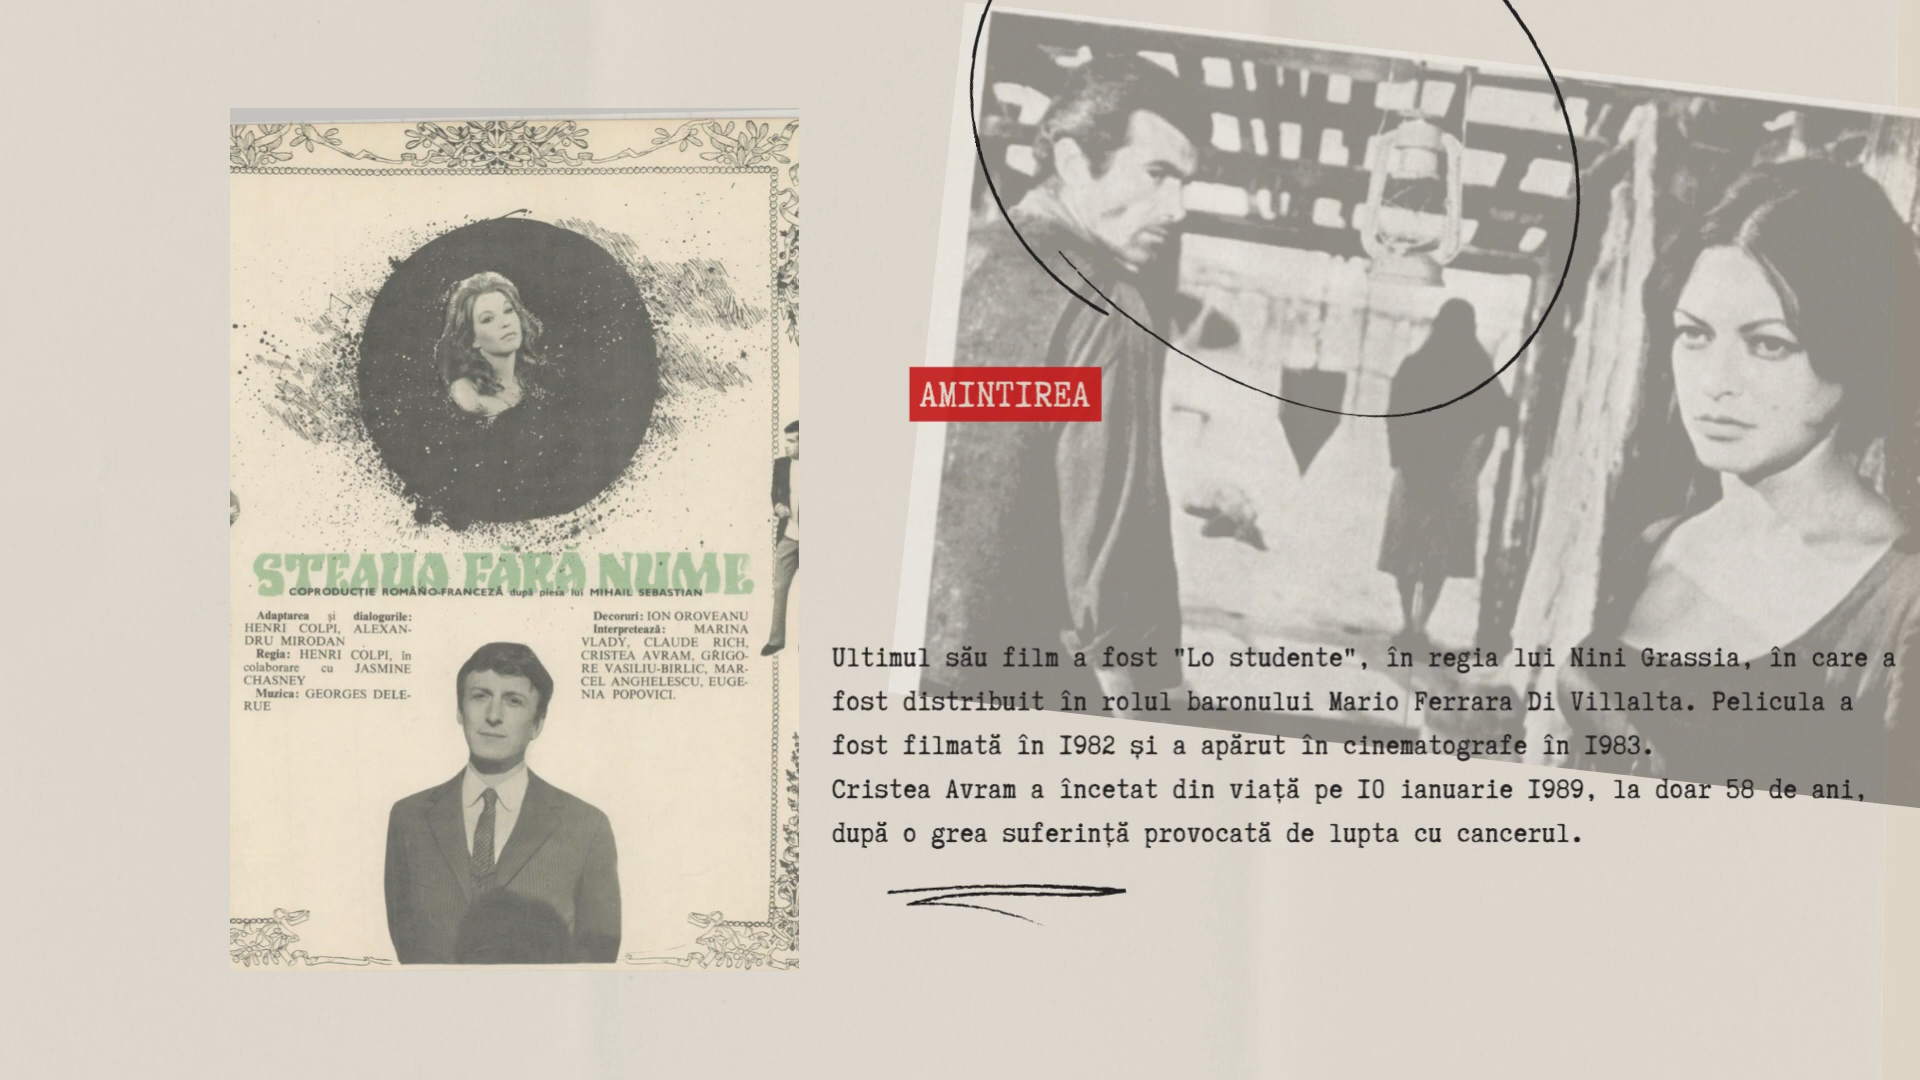 STEAUA FĂRĂ NUME
COPRODUCȚIE ROMÂNO-FRANCEZĂ după piesa lui MIHAIL SEBASTIAN
Adaptarea și dialogurile:
HENRI COLPI, ALEXAN-
DRU MIRODAN
Regia: HENRI COLPI, în
colaborare cu JASMINE
CHASNEY
Muzica: GEORGES DELE-
RUE
Decoruri: ION OROVEANU
Interpretează: MARINA
VLADY, CLAUDE RICH,
CRISTEA AVRAM, GRIGO-
RE VASILIU-BIRLIC, MAR-
CEL ANGHELESCU, EUGE-
NIA POPOVICI.
AMINTIREA
Ultimul său film a fost "Lo studente", în regia lui Nini Grassia, în care a
fost distribuit în rolul baronului Mario Ferrara Di Villalta. Pelicula a
fost filmată în 1982 și a apărut în cinematografe în 1983.
Cristea Avram a încetat din viață pe 10 ianuarie 1989, la doar 58 de ani,
după o grea suferință provocată de lupta cu cancerul.